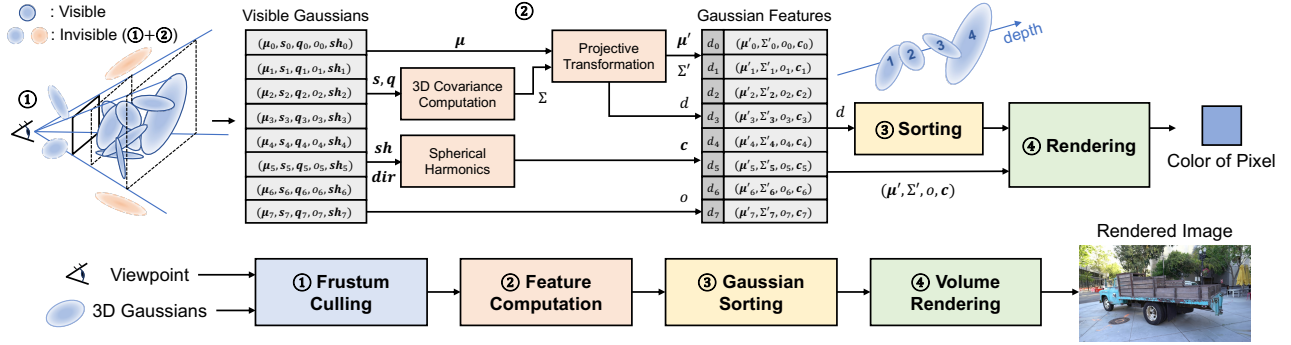 : Visible
: Invisible (①+②)
①
Visible Gaussians
②
Gaussian Features
(μ₀, s₀, q₀, o₀, sh₀)
(μ₁, s₁, q₁, o₁, sh₁)
(μ₂, s₂, q₂, o₂, sh₂)
(μ₃, s₃, q₃, o₃, sh₃)
(μ₄, s₄, q₄, o₄, sh₄)
(μ₅, s₅, q₅, o₅, sh₅)
(μ₆, s₆, q₆, o₆, sh₆)
(μ₇, s₇, q₇, o₇, sh₇)
μ
s, q
3D Covariance
Computation
Σ
Projective
Transformation
μ′
Σ′
d
sh
dir
Spherical
Harmonics
c
o
d₀ (μ′₀, Σ′₀, o₀, c₀)
d₁ (μ′₁, Σ′₁, o₁, c₁)
d₂ (μ′₂, Σ′₂, o₂, c₂)
d₃ (μ′₃, Σ′₃, o₃, c₃)
d₄ (μ′₄, Σ′₄, o₄, c₄)
d₅ (μ′₅, Σ′₅, o₅, c₅)
d₆ (μ′₆, Σ′₆, o₆, c₆)
d₇ (μ′₇, Σ′₇, o₇, c₇)
1 2 3 4
depth
d
③ Sorting
(μ′, Σ′, o, c)
④ Rendering
Color of Pixel
Viewpoint
3D Gaussians
① Frustum
Culling
② Feature
Computation
③ Gaussian
Sorting
④ Volume
Rendering
Rendered Image